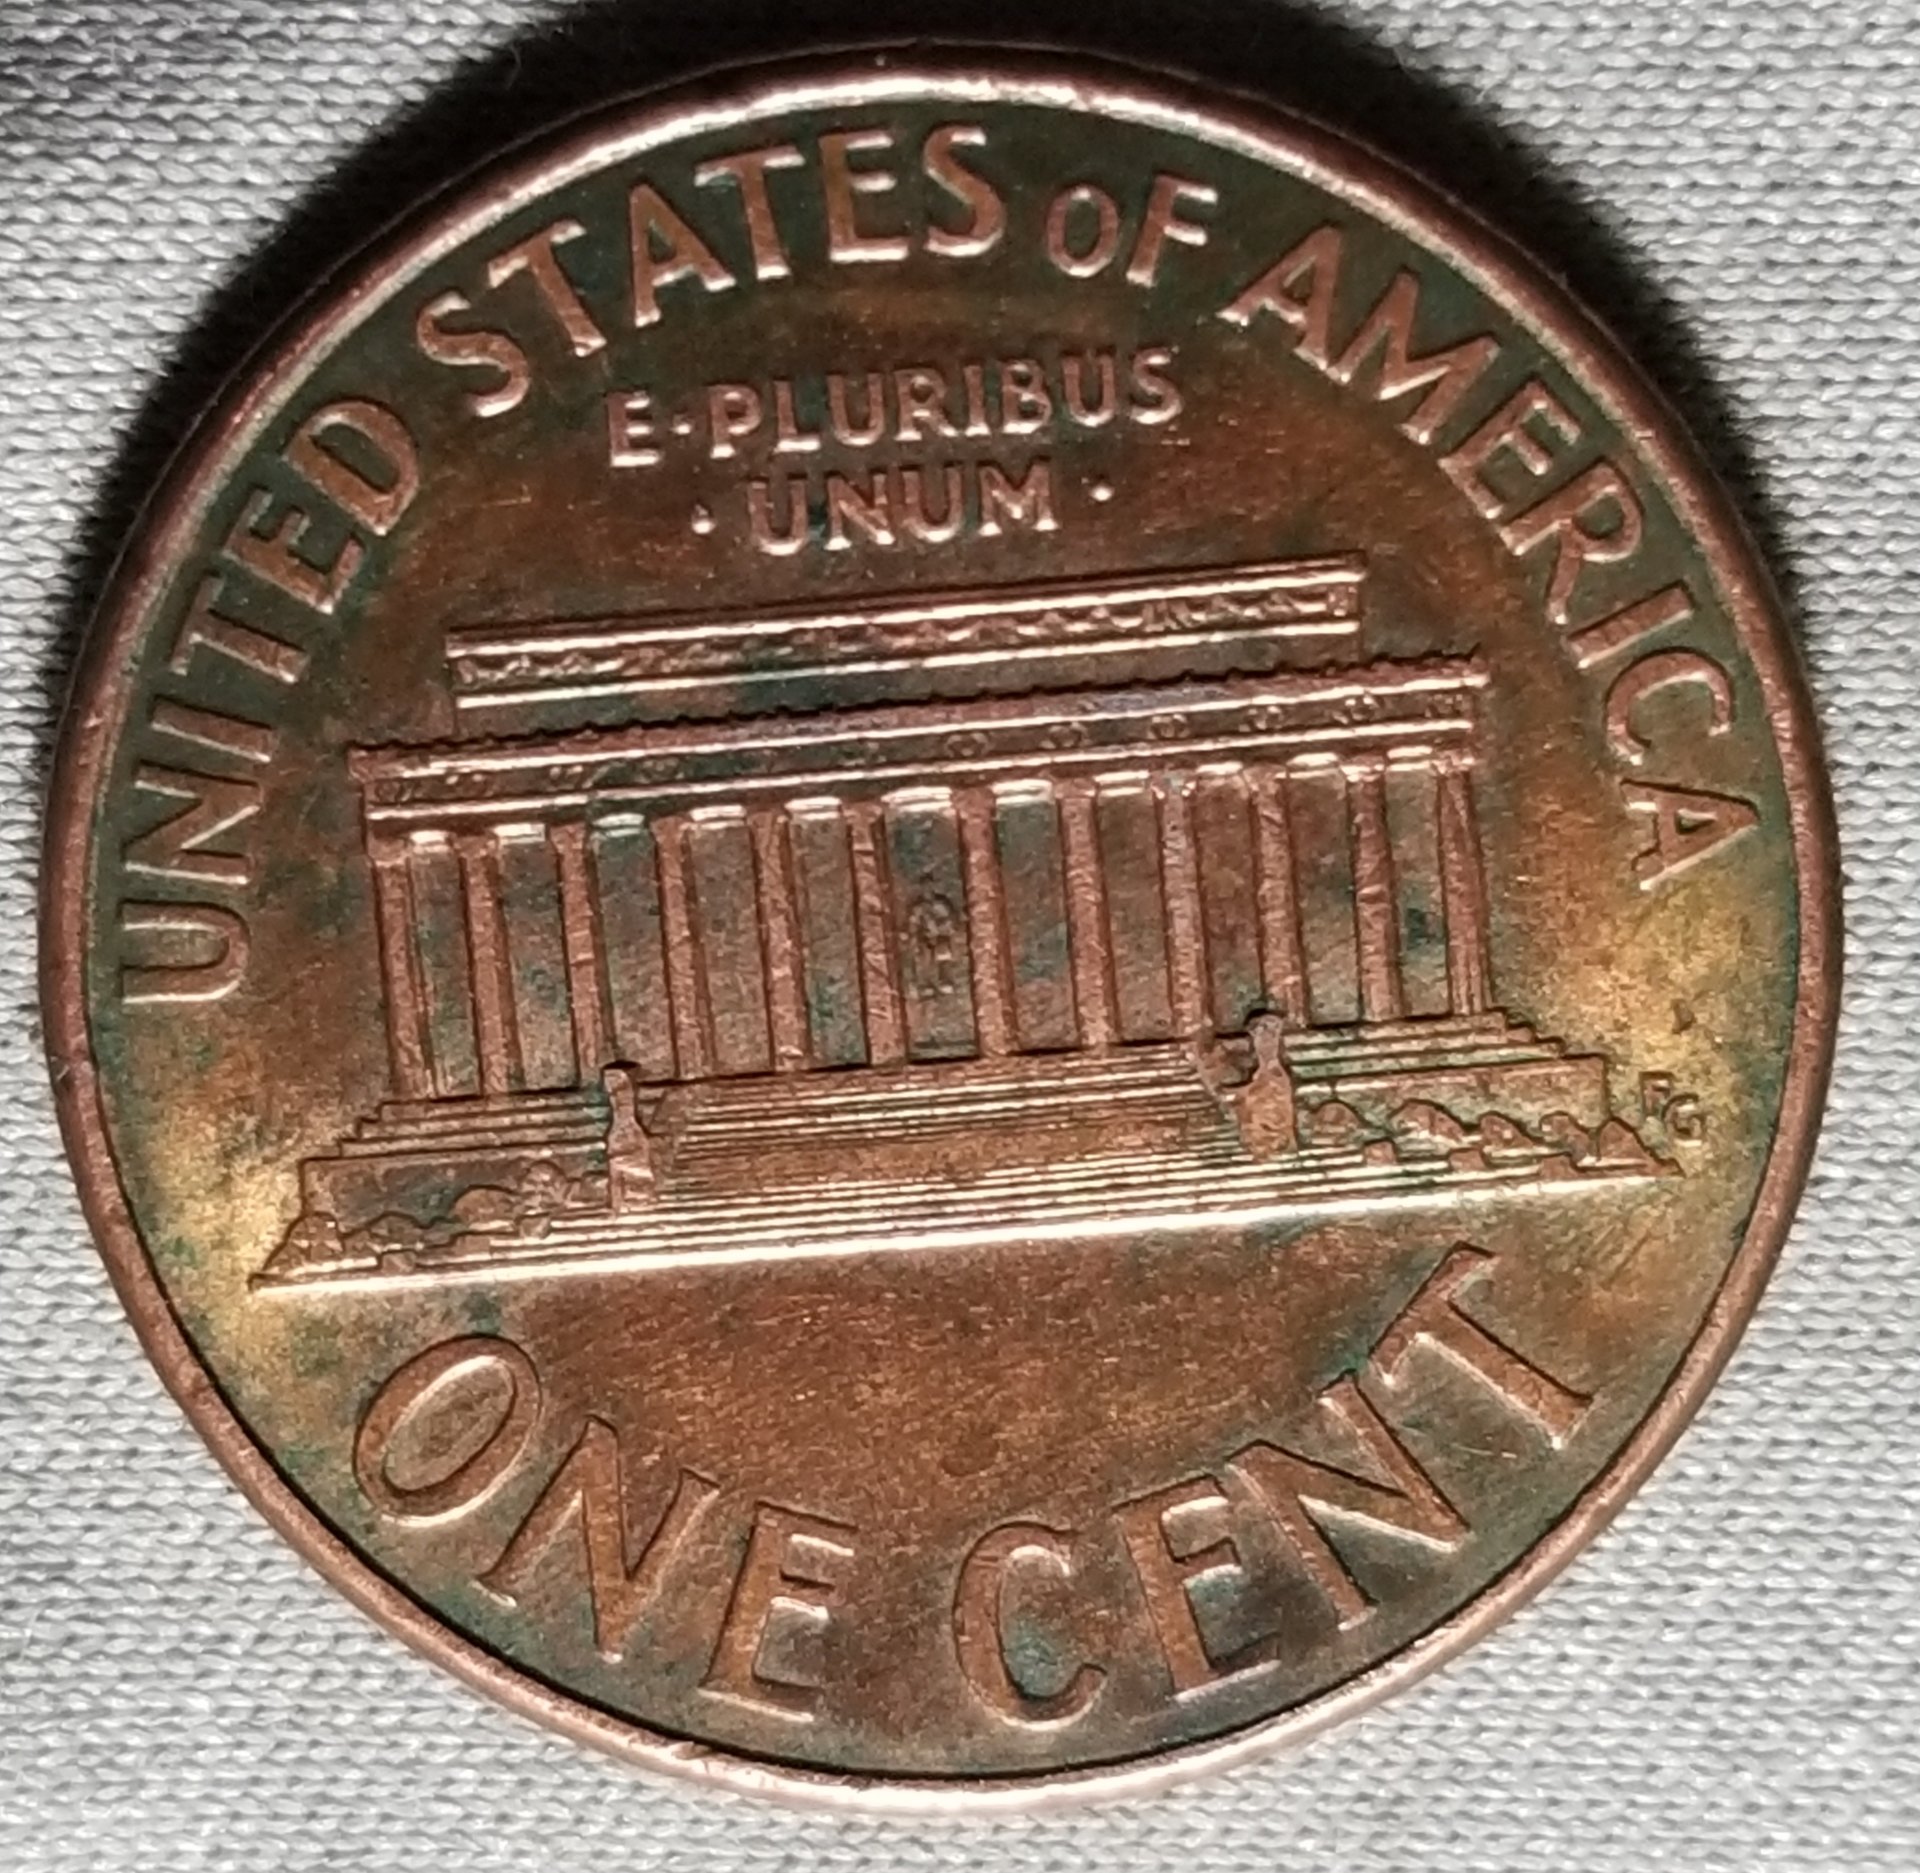 UNITED STATES OF AMERICA
E·PLURIBUS
·UNUM·
FG
ONE CENT